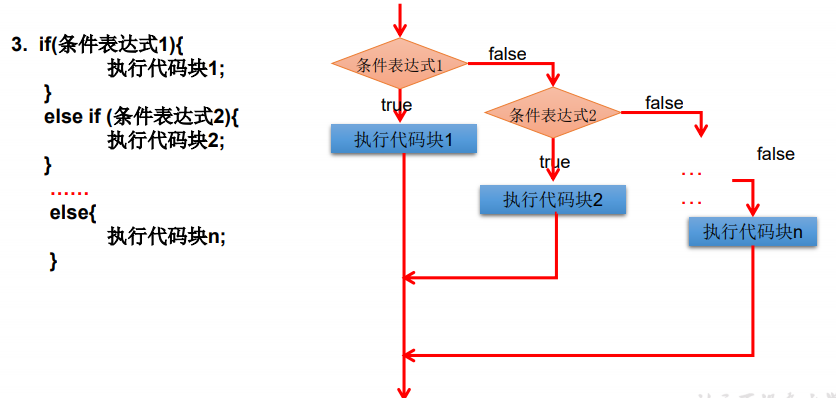 3. if(条件表达式1){
执行代码块1;
}
else if (条件表达式2){
执行代码块2;
}
……
else{
执行代码块n;
}
条件表达式1
false
true
执行代码块1
条件表达式2
false
true
执行代码块2
…
…
false
执行代码块n